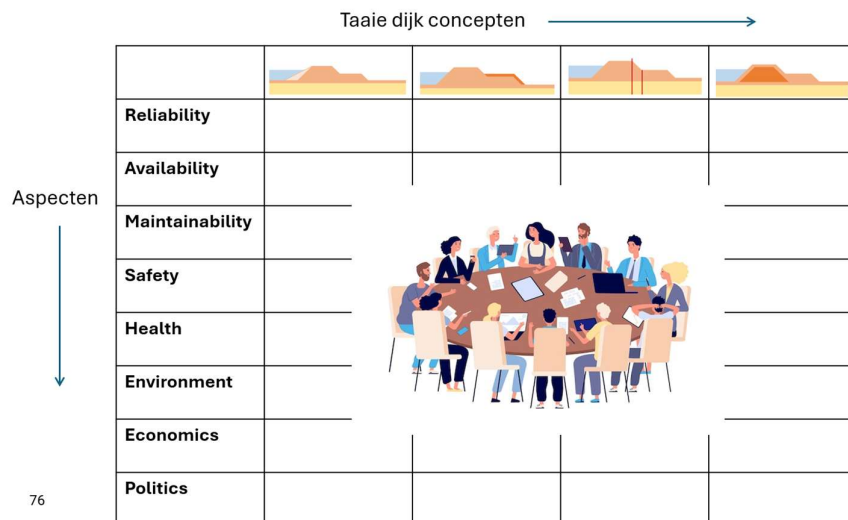 Taaie dijk concepten
Aspecten
Reliability
Availability
Maintainability
Safety
Health
Environment
Economics
Politics
76